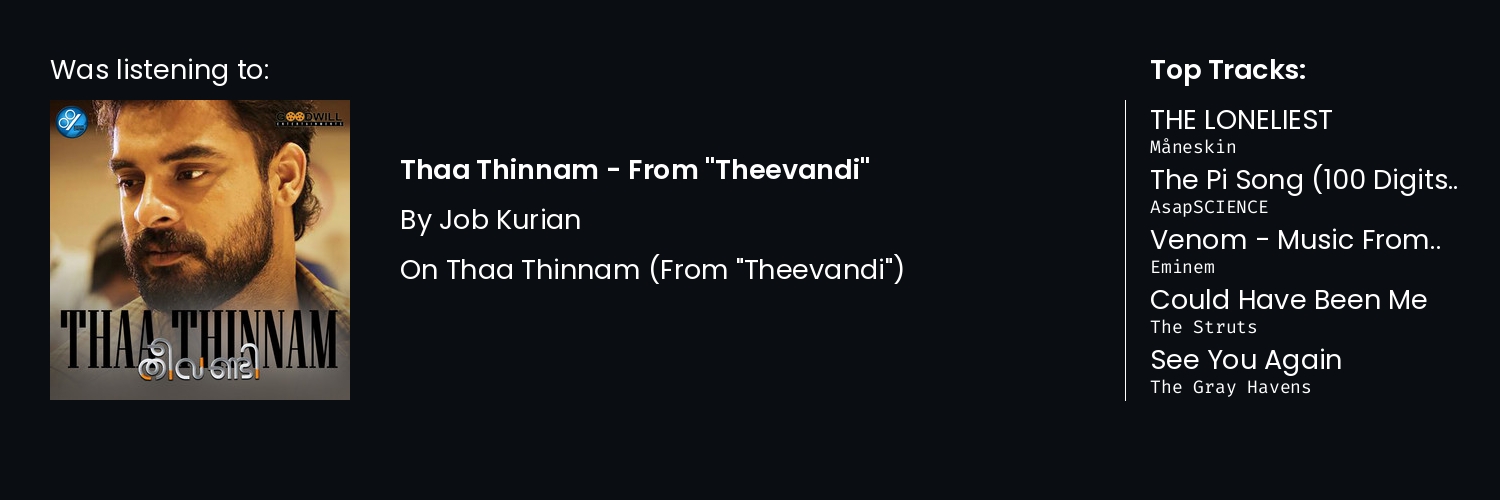 Was listening to:
GOODWILL
ENTERTAINMENTS
THAA THINNAM
തീവണ്ടി
Thaa Thinnam - From "Theevandi"
By Job Kurian
On Thaa Thinnam (From "Theevandi")
Top Tracks:
THE LONELIEST
Måneskin
The Pi Song (100 Digits..
AsapSCIENCE
Venom - Music From..
Eminem
Could Have Been Me
The Struts
See You Again
The Gray Havens